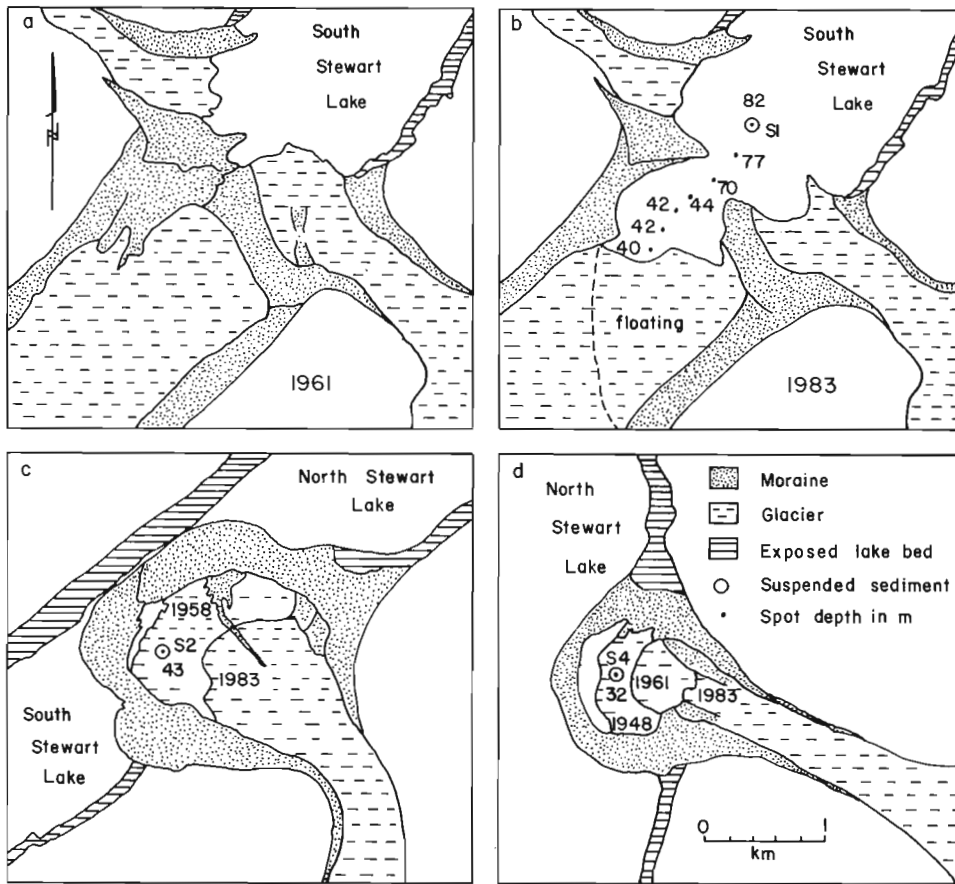 a
South
Stewart
Lake
N
1961
b
South
Stewart
Lake
82
S1
77
70
42
44
42
40
floating
1983
c
North Stewart
Lake
1958
S2
43
1983
South
Stewart
Lake
d
North
Stewart
Lake
S4
32
1961
1983
1948
Moraine
Glacier
Exposed lake bed
Suspended sediment
Spot depth in m
0 1
km